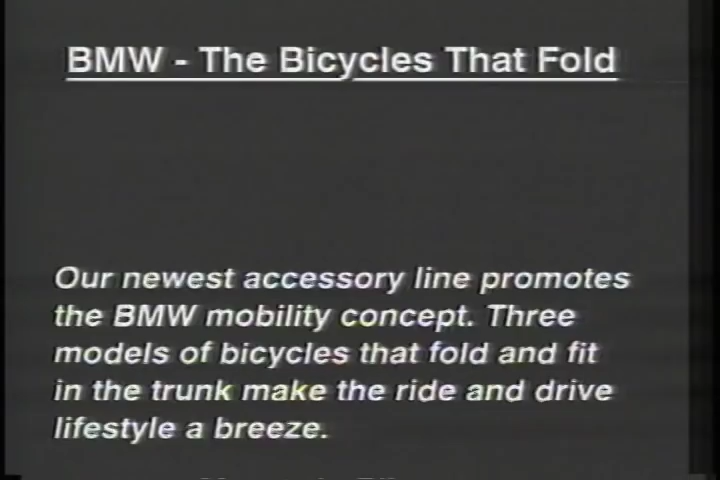 BMW - The Bicycles That Fold
Our newest accessory line promotes
the BMW mobility concept. Three
models of bicycles that fold and fit
in the trunk make the ride and drive
lifestyle a breeze.